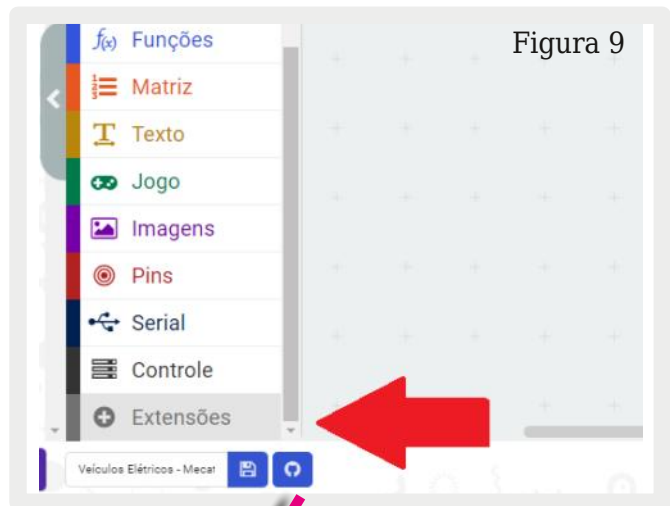 Figura 9
f(x) Funções
Matriz
Texto
Jogo
Imagens
Pins
Serial
Controle
Extensões
Veículos Elétricos - Mecat